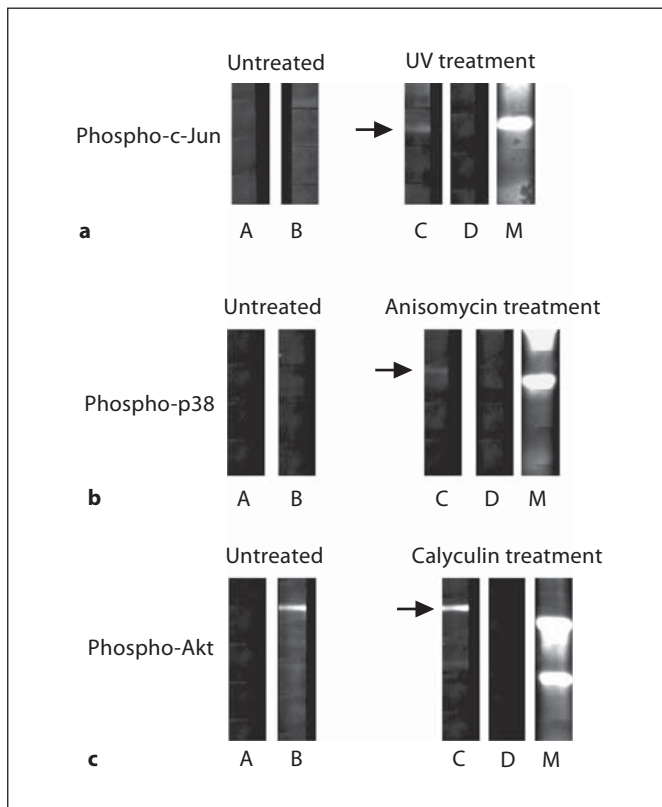 Untreated UV treatment
Phospho-c-Jun
A B C D M
a
Untreated Anisomycin treatment
Phospho-p38
A B C D M
b
Untreated Calyculin treatment
Phospho-Akt
A B C D M
c